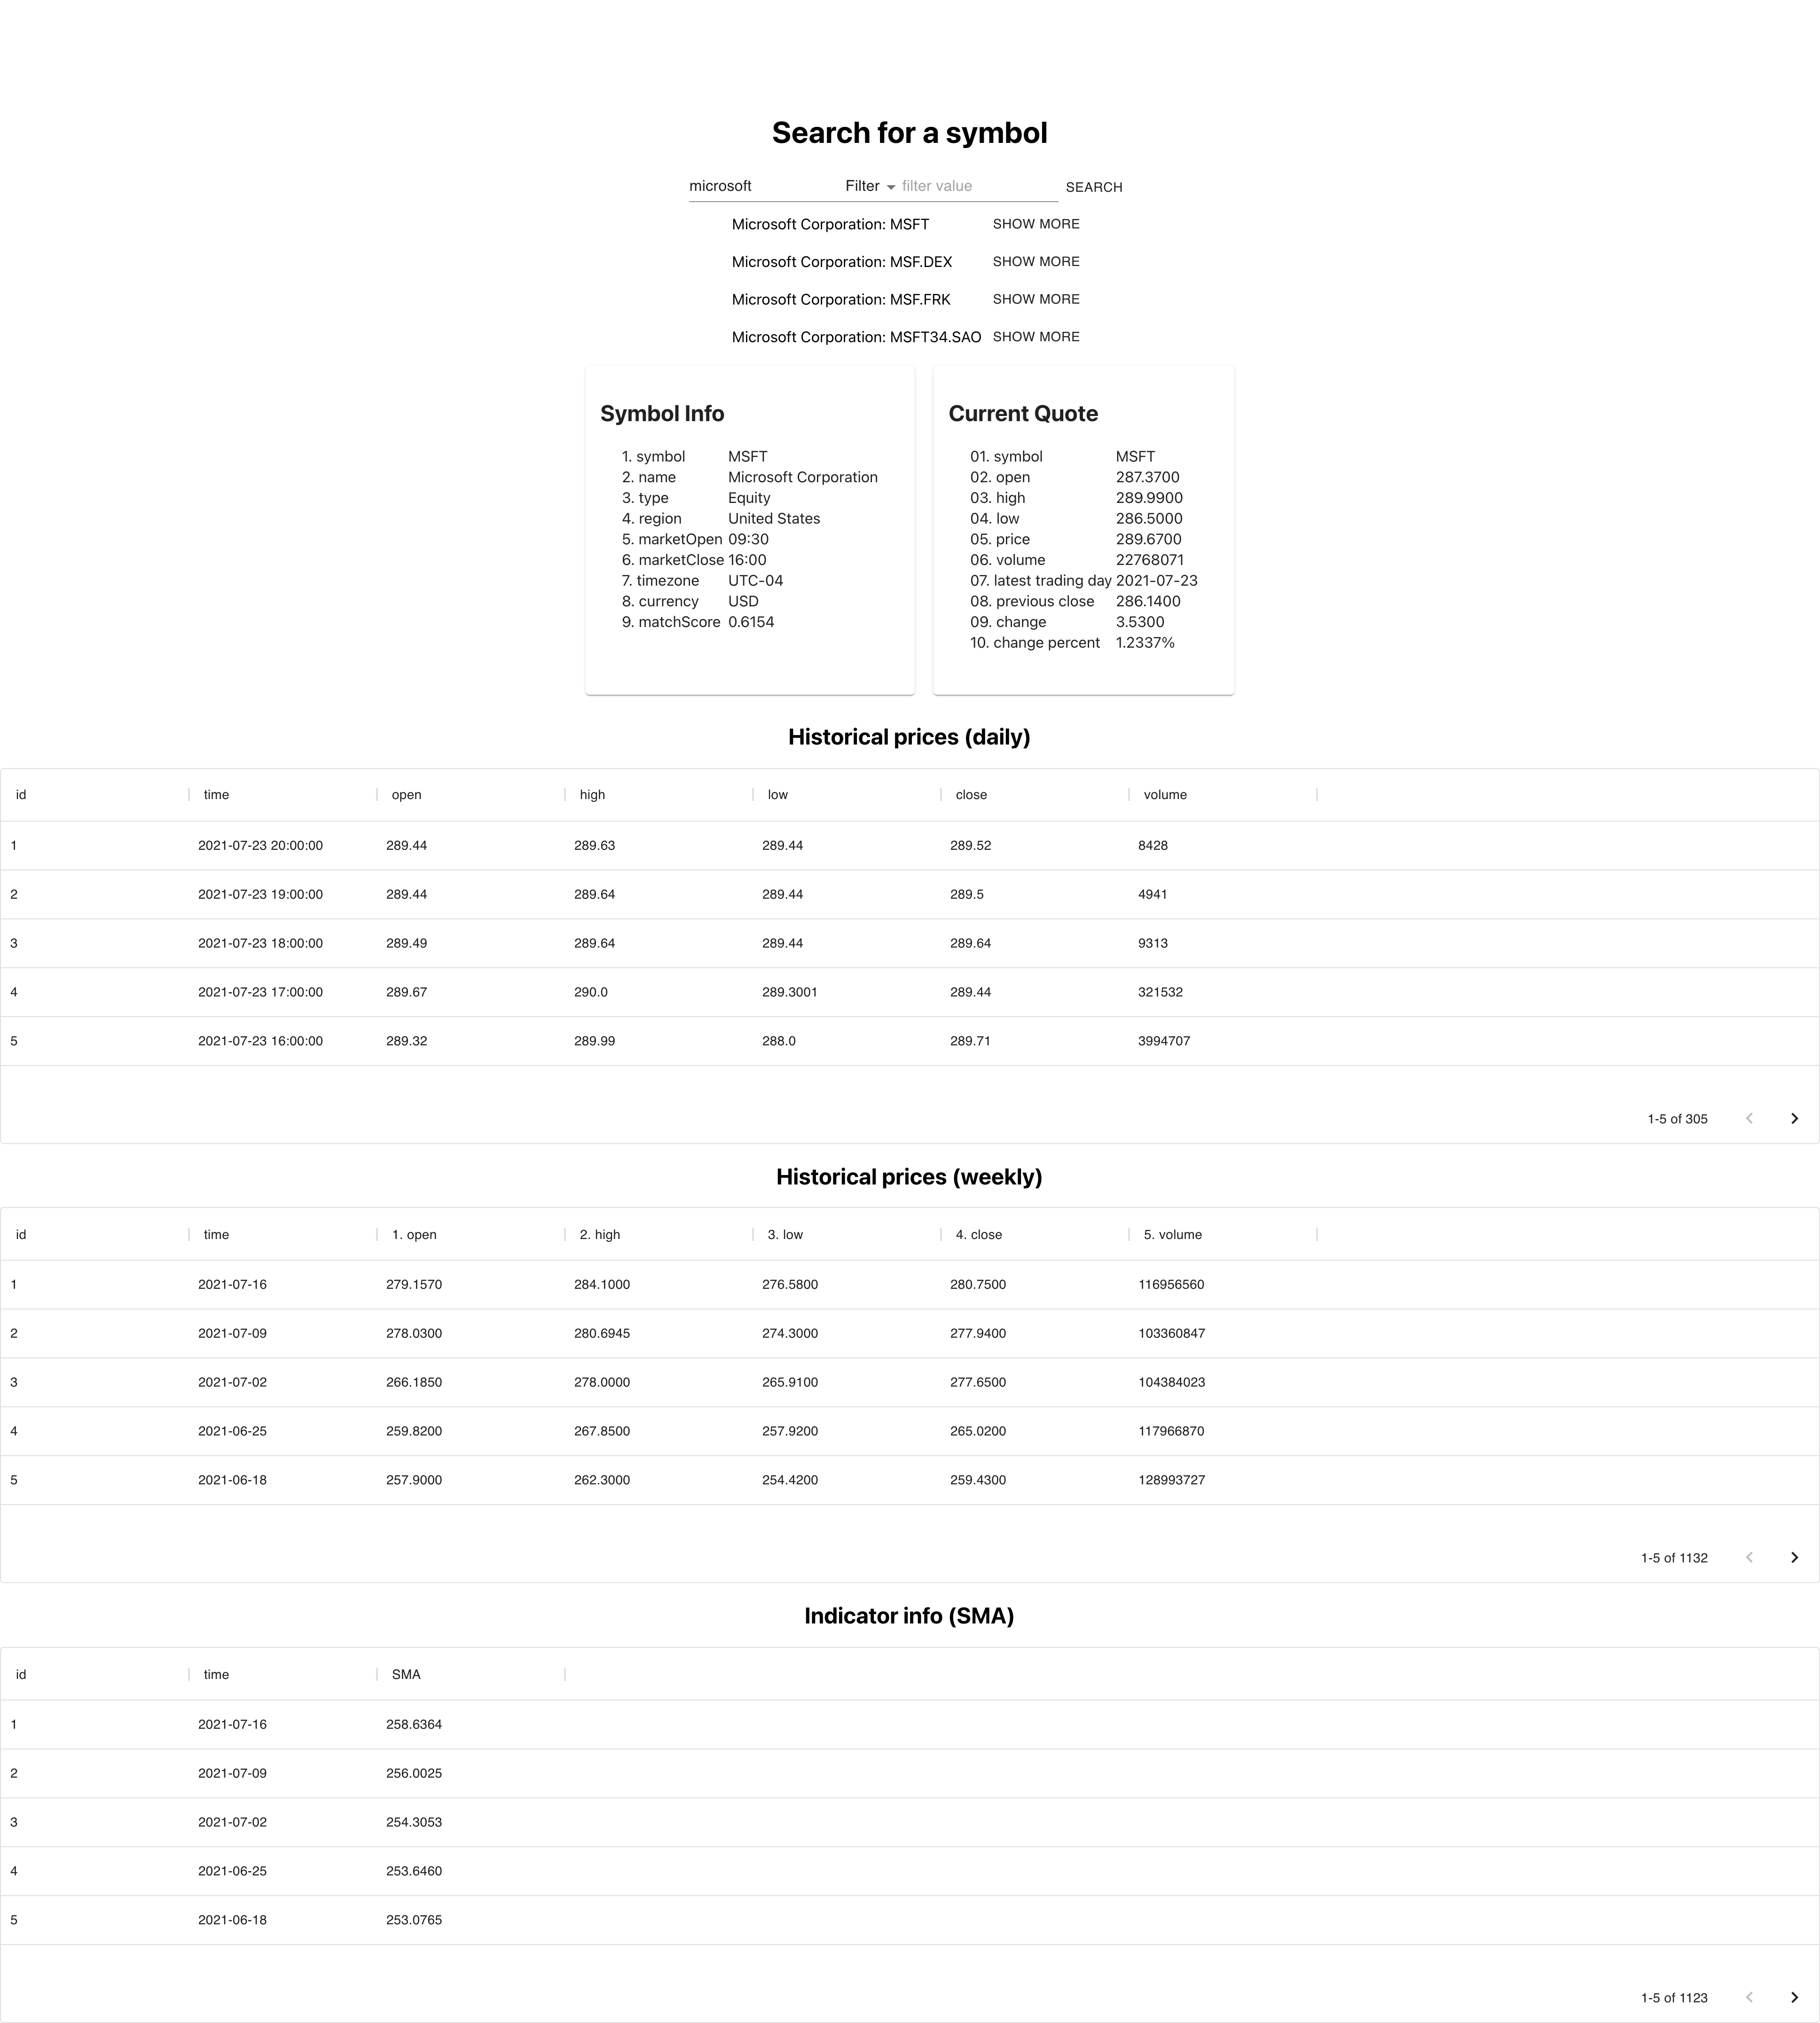 Search for a symbol
microsoft Filter filter value SEARCH
Microsoft Corporation: MSFT SHOW MORE
Microsoft Corporation: MSF.DEX SHOW MORE
Microsoft Corporation: MSF.FRK SHOW MORE
Microsoft Corporation: MSFT34.SAO SHOW MORE
Symbol Info
1. symbol MSFT
2. name Microsoft Corporation
3. type Equity
4. region United States
5. marketOpen 09:30
6. marketClose 16:00
7. timezone UTC-04
8. currency USD
9. matchScore 0.6154
Current Quote
01. symbol MSFT
02. open 287.3700
03. high 289.9900
04. low 286.5000
05. price 289.6700
06. volume 22768071
07. latest trading day 2021-07-23
08. previous close 286.1400
09. change 3.5300
10. change percent 1.2337%
Historical prices (daily)
id time open high low close volume
1 2021-07-23 20:00:00 289.44 289.63 289.44 289.52 8428
2 2021-07-23 19:00:00 289.44 289.64 289.44 289.5 4941
3 2021-07-23 18:00:00 289.49 289.64 289.44 289.64 9313
4 2021-07-23 17:00:00 289.67 290.0 289.3001 289.44 321532
5 2021-07-23 16:00:00 289.32 289.99 288.0 289.71 3994707
1-5 of 305
Historical prices (weekly)
id time 1. open 2. high 3. low 4. close 5. volume
1 2021-07-16 279.1570 284.1000 276.5800 280.7500 116956560
2 2021-07-09 278.0300 280.6945 274.3000 277.9400 103360847
3 2021-07-02 266.1850 278.0000 265.9100 277.6500 104384023
4 2021-06-25 259.8200 267.8500 257.9200 265.0200 117966870
5 2021-06-18 257.9000 262.3000 254.4200 259.4300 128993727
1-5 of 1132
Indicator info (SMA)
id time SMA
1 2021-07-16 258.6364
2 2021-07-09 256.0025
3 2021-07-02 254.3053
4 2021-06-25 253.6460
5 2021-06-18 253.0765
1-5 of 1123